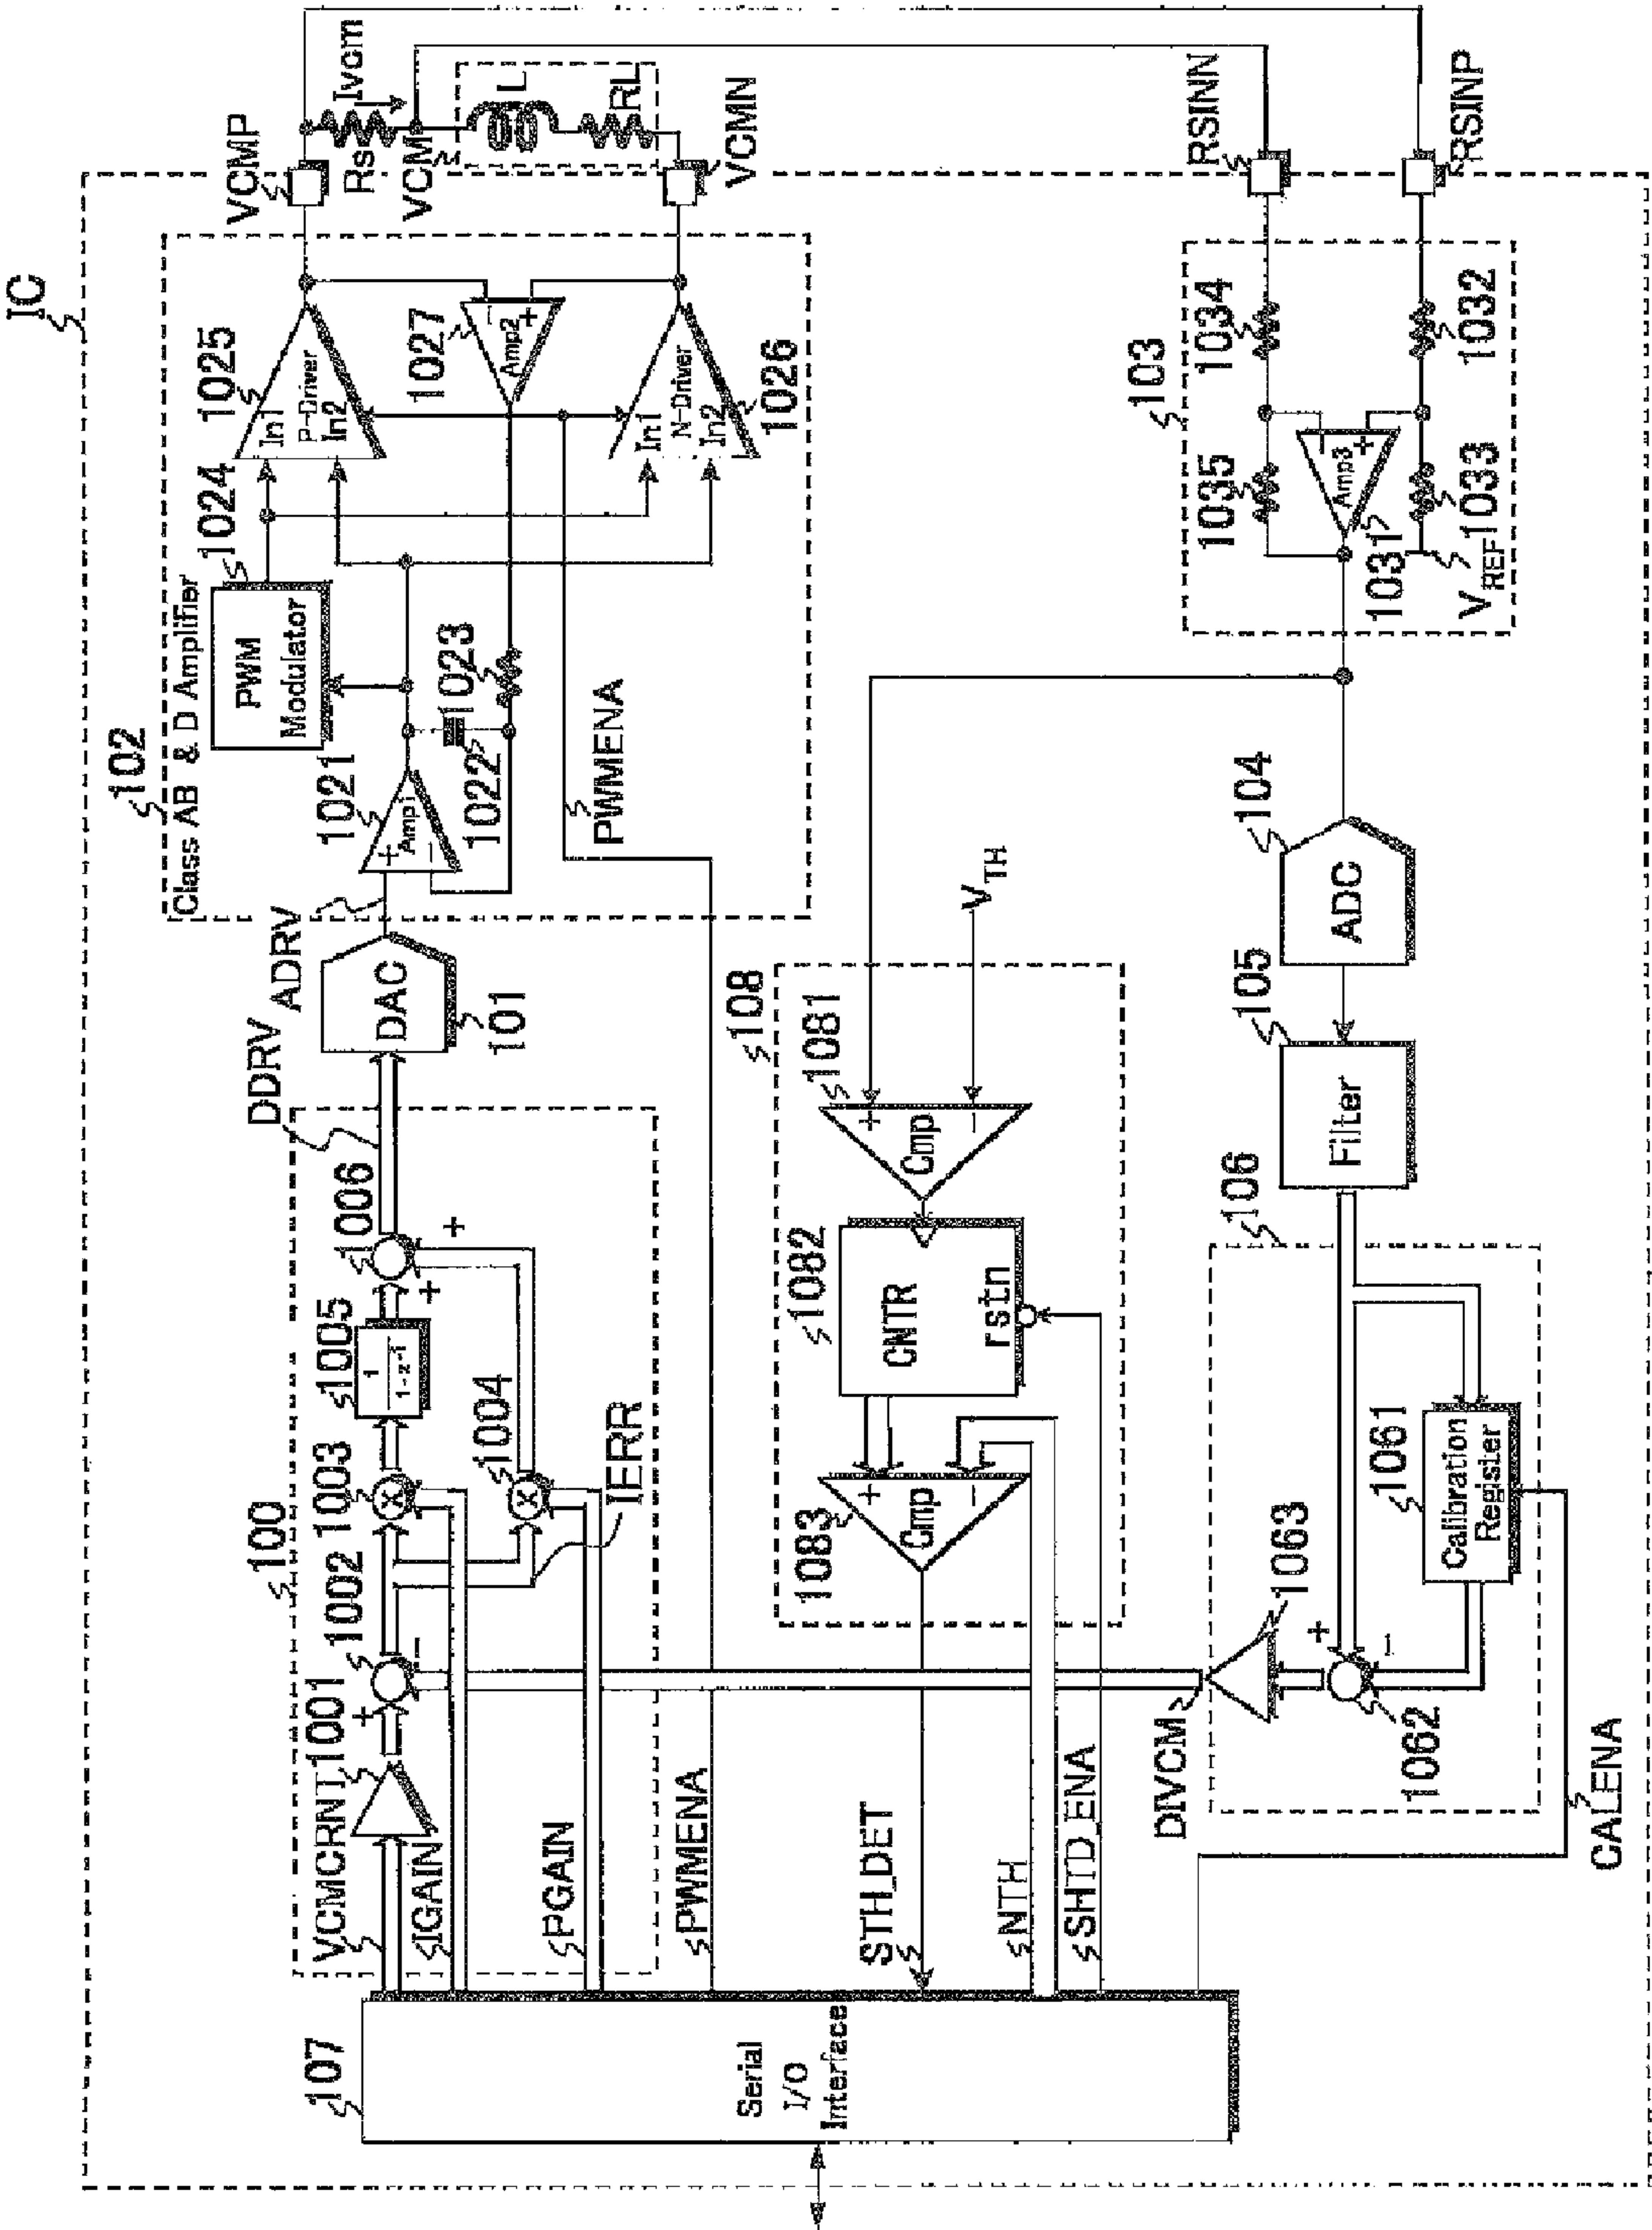 IC
102
Class AB & D Amplifier
PWM
Modulator
1024
1025
In1
P-Driver
In2
VCMP
Rs
Ivcm
VCM
L
RL
VCMN
1021
Amp1
+
−
1022
1023
1027
Amp2
−
+
In1
N-Driver
In2
1026
PWMENA
100
VCMCRNT
1001
+
−
1002
1003
X
1005
1
1-z-1
1006
+
+
DDRV
ADRV
DAC
101
IGAIN
X
1004
IERR
PGAIN
PWMENA
107
Serial
I/O
Interface
108
1083
+
Cmp
−
1082
CNTR
rstn
1081
+
Cmp
−
VTH
STH_DET
NTH
SHTD_ENA
103
1035
1034
Amp3
−
+
1031
VREF
1033
1032
RSINN
RSINP
DIVCM
106
1063
+
−
1062
1061
Calibration
Register
105
Filter
104
ADC
CALENA